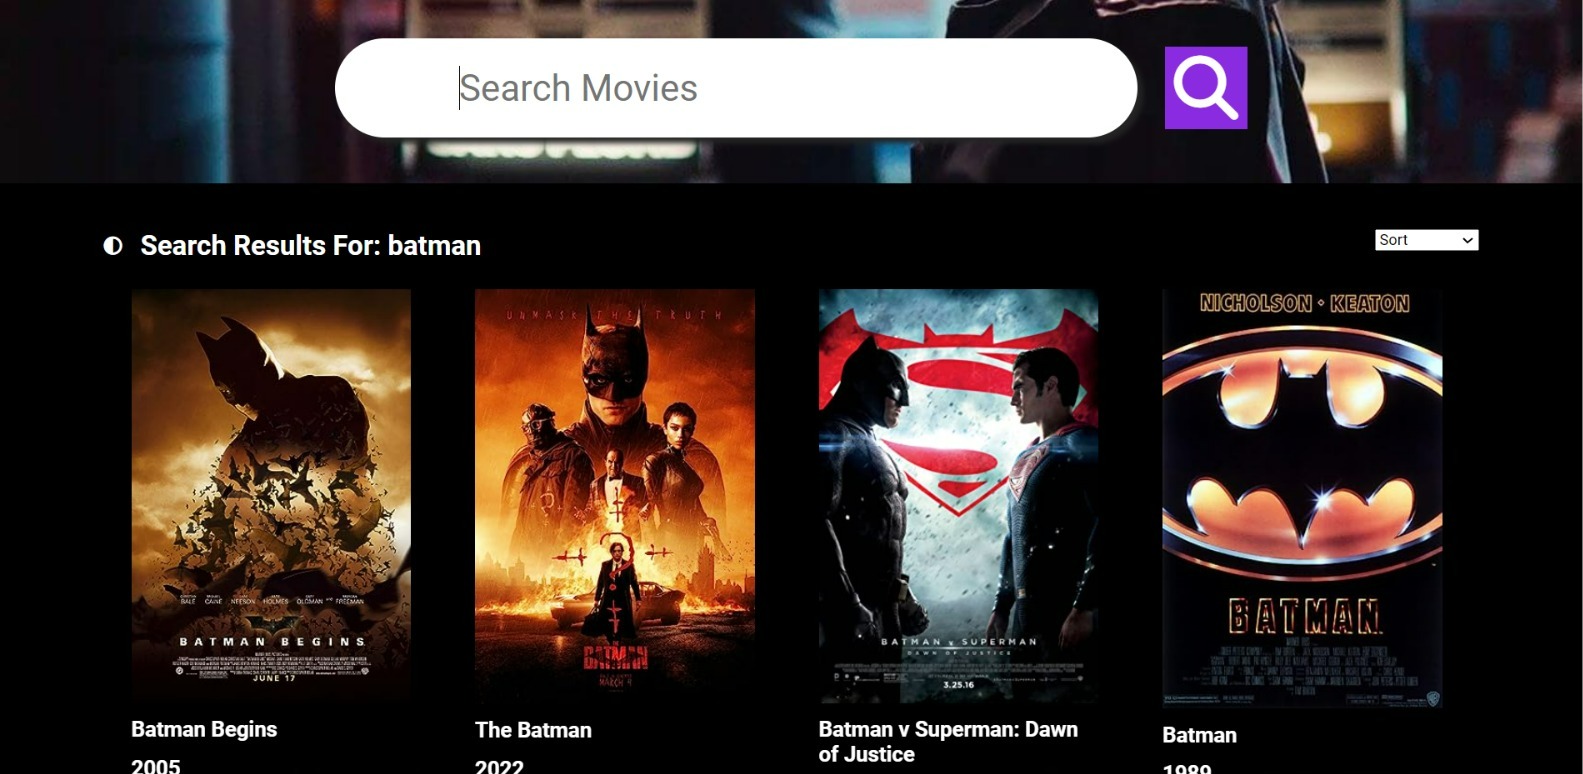 Search Movies
Search Results For: batman
Sort
UNMASK THE TRUTH
NICHOLSON • KEATON
BALE CAINE NEESON HOLMES OLDMAN AND FREEMAN
BATMAN BEGINS
JUNE 17
THE BATMAN
MARCH 4
BATMAN v SUPERMAN
DAWN OF JUSTICE
3.25.16
BATMAN
Batman Begins
2005
The Batman
2022
Batman v Superman: Dawn
of Justice
Batman
1989